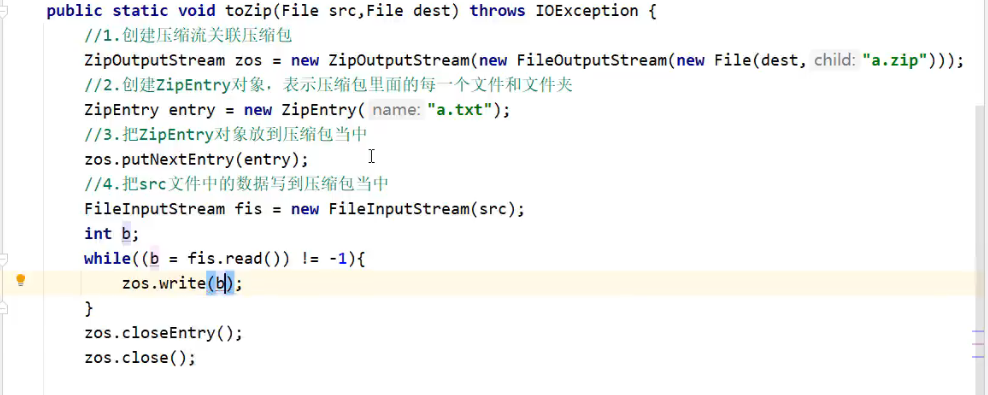 public static void toZip(File src,File dest) throws IOException {
//1.创建压缩流关联压缩包
ZipOutputStream zos = new ZipOutputStream(new FileOutputStream(new File(dest, child: "a.zip")));
//2.创建ZipEntry对象，表示压缩包里面的每一个文件和文件夹
ZipEntry entry = new ZipEntry( name: "a.txt");
//3.把ZipEntry对象放到压缩包当中
zos.putNextEntry(entry);
//4.把src文件中的数据写到压缩包当中
FileInputStream fis = new FileInputStream(src);
int b;
while((b = fis.read()) != -1){
zos.write(b);
}
zos.closeEntry();
zos.close();